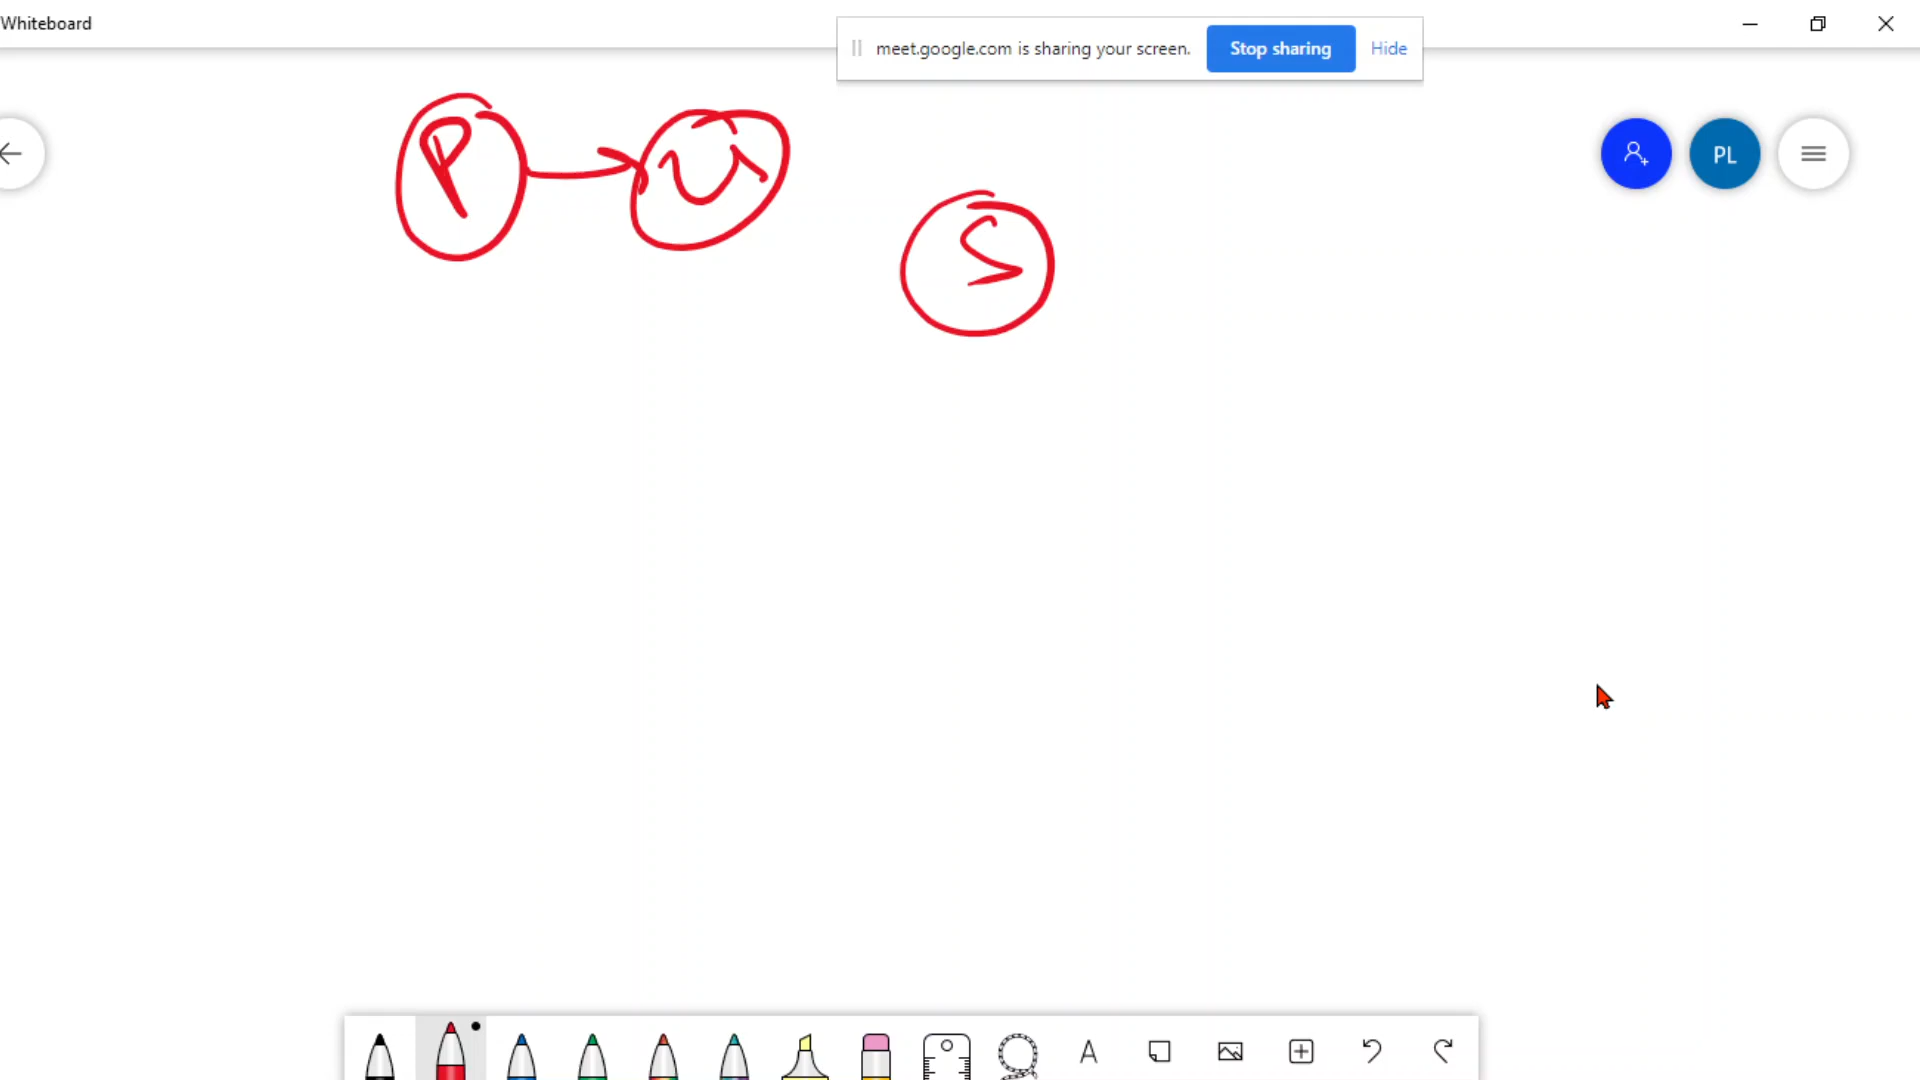 Whiteboard
meet.google.com is sharing your screen. Stop sharing Hide
P U
S
PL
A